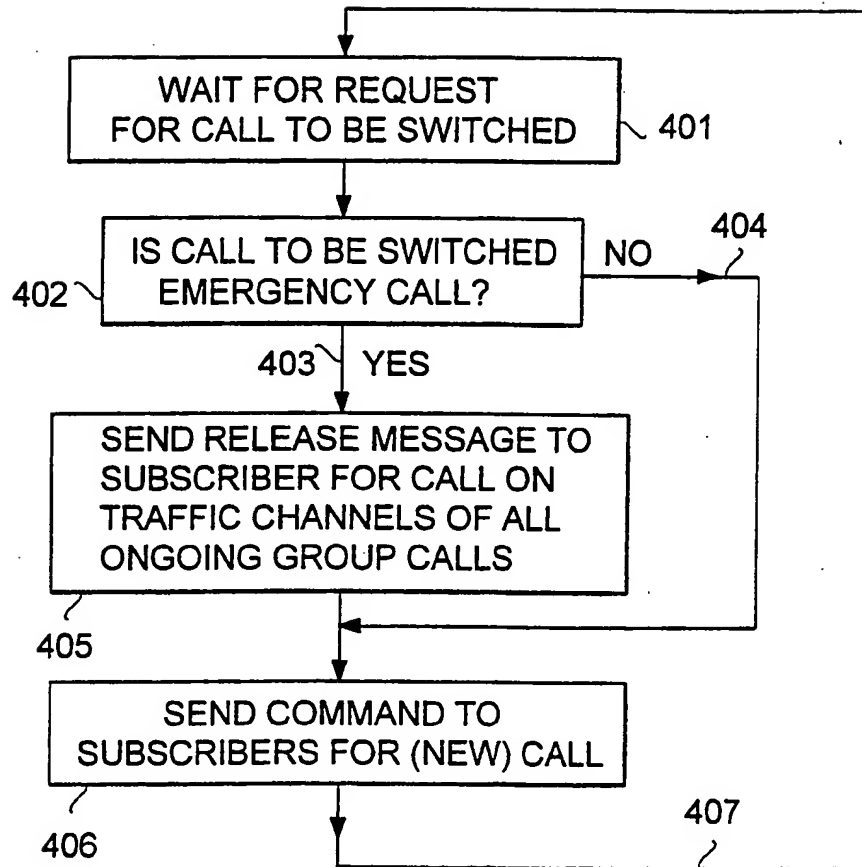 WAIT FOR REQUEST
FOR CALL TO BE SWITCHED
401
IS CALL TO BE SWITCHED
EMERGENCY CALL?
NO
404
402
403
YES
SEND RELEASE MESSAGE TO
SUBSCRIBER FOR CALL ON
TRAFFIC CHANNELS OF ALL
ONGOING GROUP CALLS
405
SEND COMMAND TO
SUBSCRIBERS FOR (NEW) CALL
406
407